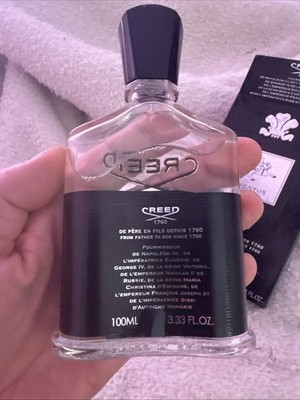 CREED
CREED
1760
DE PÈRE EN FILS DEPUIS 1760
FROM FATHER TO SON SINCE 1760
FOURNISSEUR
DE NAPOLÉON III, DE
L'IMPÉRATRICE EUGÉNIE, DE
GEORGE IV, DE LA REINE VICTORIA,
DE L'EMPEREUR NICOLAS II DE
RUSSIE, DE LA REINE MARIA
CHRISTINA D'ESPAGNE, DE
L'EMPEREUR FRANÇOIS JOSEPH ET
DE L'IMPÉRATRICE SISSI
D'AUTRICHE HONGRIE
100ML 3.33 FL.OZ.
CREED